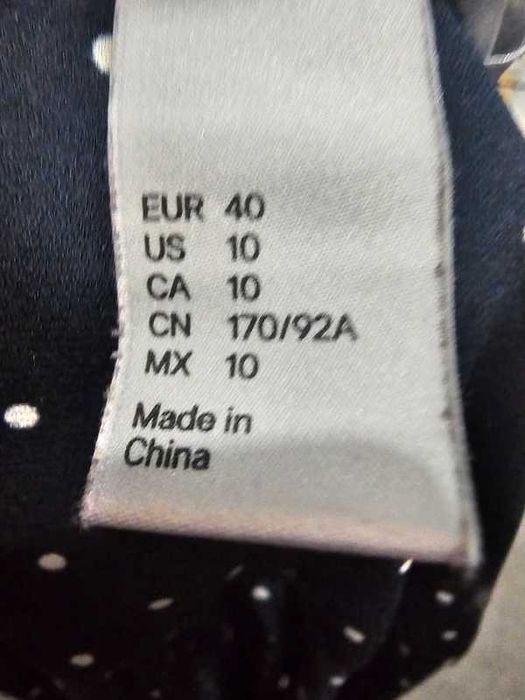 EUR 40
US 10
CA 10
CN 170/92A
MX 10
Made in
China